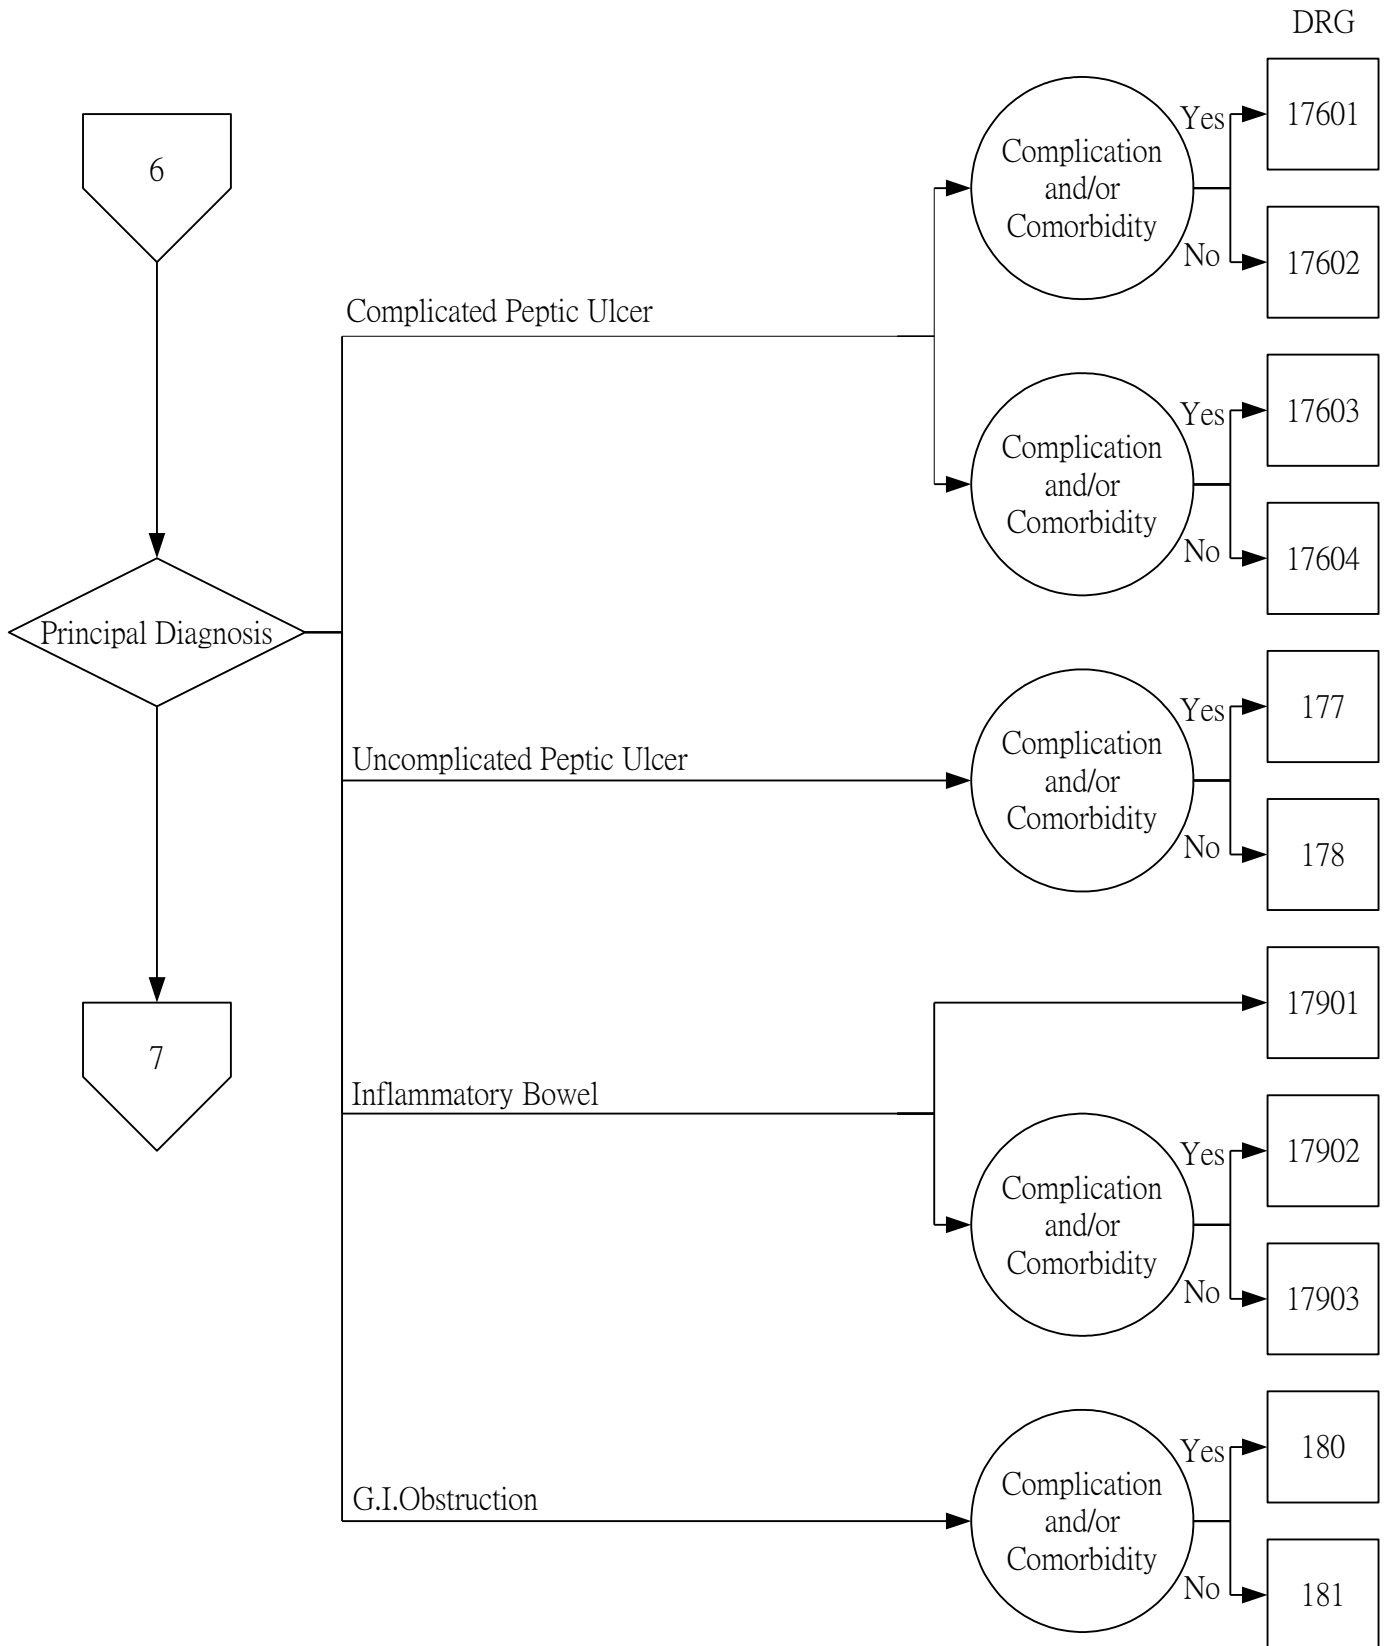 DRG
6
Complication
and/or
Comorbidity
Yes
17601
No
17602
Complicated Peptic Ulcer
Complication
and/or
Comorbidity
Yes
17603
No
17604
Principal Diagnosis
Uncomplicated Peptic Ulcer
Complication
and/or
Comorbidity
Yes
177
No
178
17901
7
Inflammatory Bowel
Complication
and/or
Comorbidity
Yes
17902
No
17903
G.I.Obstruction
Complication
and/or
Comorbidity
Yes
180
No
181